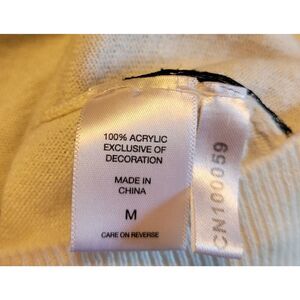 100% ACRYLIC
EXCLUSIVE OF
DECORATION
MADE IN
CHINA
M
CARE ON REVERSE
CN100059